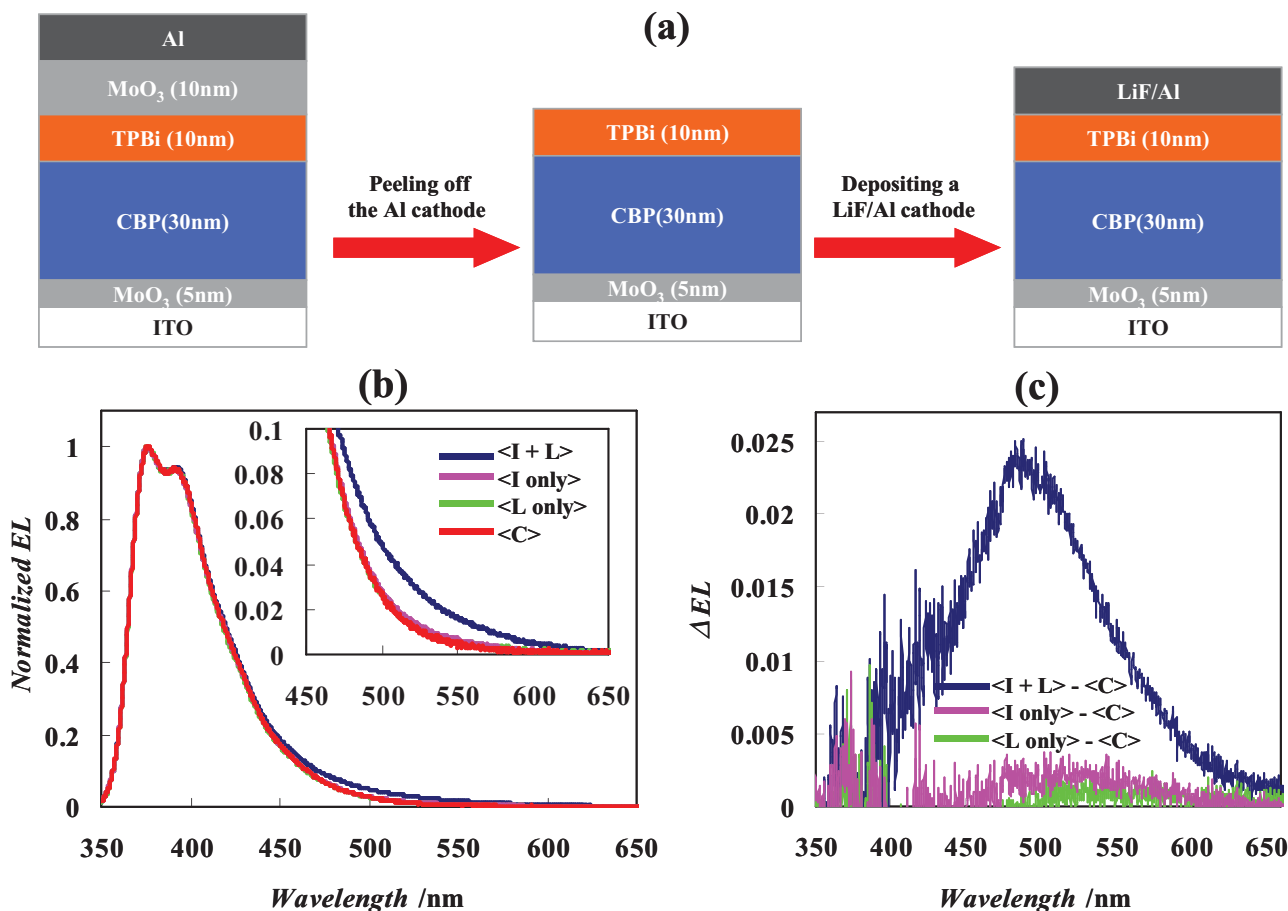 (a)
Al
MoO₃ (10nm)
TPBi (10nm)
CBP(30nm)
MoO₃ (5nm)
ITO
Peeling off
the Al cathode
TPBi (10nm)
CBP(30nm)
MoO₃ (5nm)
ITO
Depositing a
LiF/Al cathode
LiF/Al
TPBi (10nm)
CBP(30nm)
MoO₃ (5nm)
ITO
(b)
Normalized EL
1
0.8
0.6
0.4
0.2
0
350 400 450 500 550 600 650
Wavelength /nm
0.1
0.08
0.06
0.04
0.02
0
450 500 550 600 650
<I + L>
<I only>
<L only>
<C>
(c)
ΔEL
0.025
0.02
0.015
0.01
0.005
0
350 400 450 500 550 600 650
Wavelength /nm
<I + L> - <C>
<I only> - <C>
<L only> - <C>